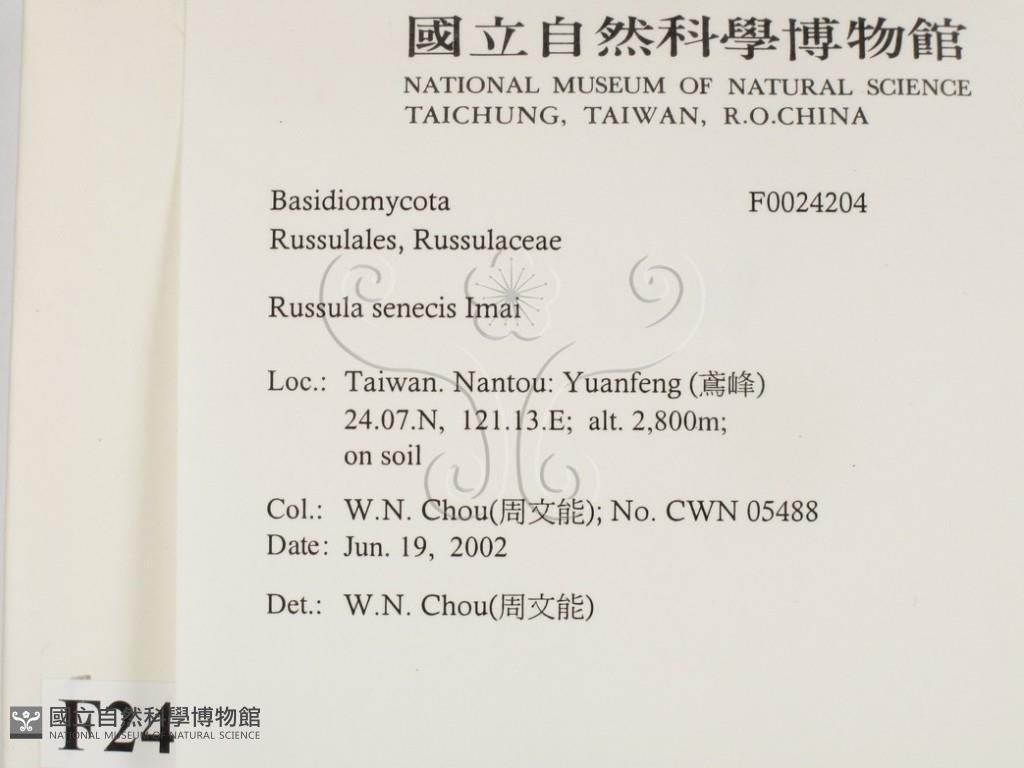 國立自然科學博物館
NATIONAL MUSEUM OF NATURAL SCIENCE
TAICHUNG, TAIWAN, R.O.CHINA
Basidiomycota F0024204
Russulales, Russulaceae
Russula senecis Imai
Loc.: Taiwan. Nantou: Yuanfeng (鳶峰)
24.07.N, 121.13.E; alt. 2,800m;
on soil
Col.: W.N. Chou(周文能); No. CWN 05488
Date: Jun. 19, 2002
Det.: W.N. Chou(周文能)
F24
國立自然科學博物館
NATIONAL MUSEUM OF NATURAL SCIENCE